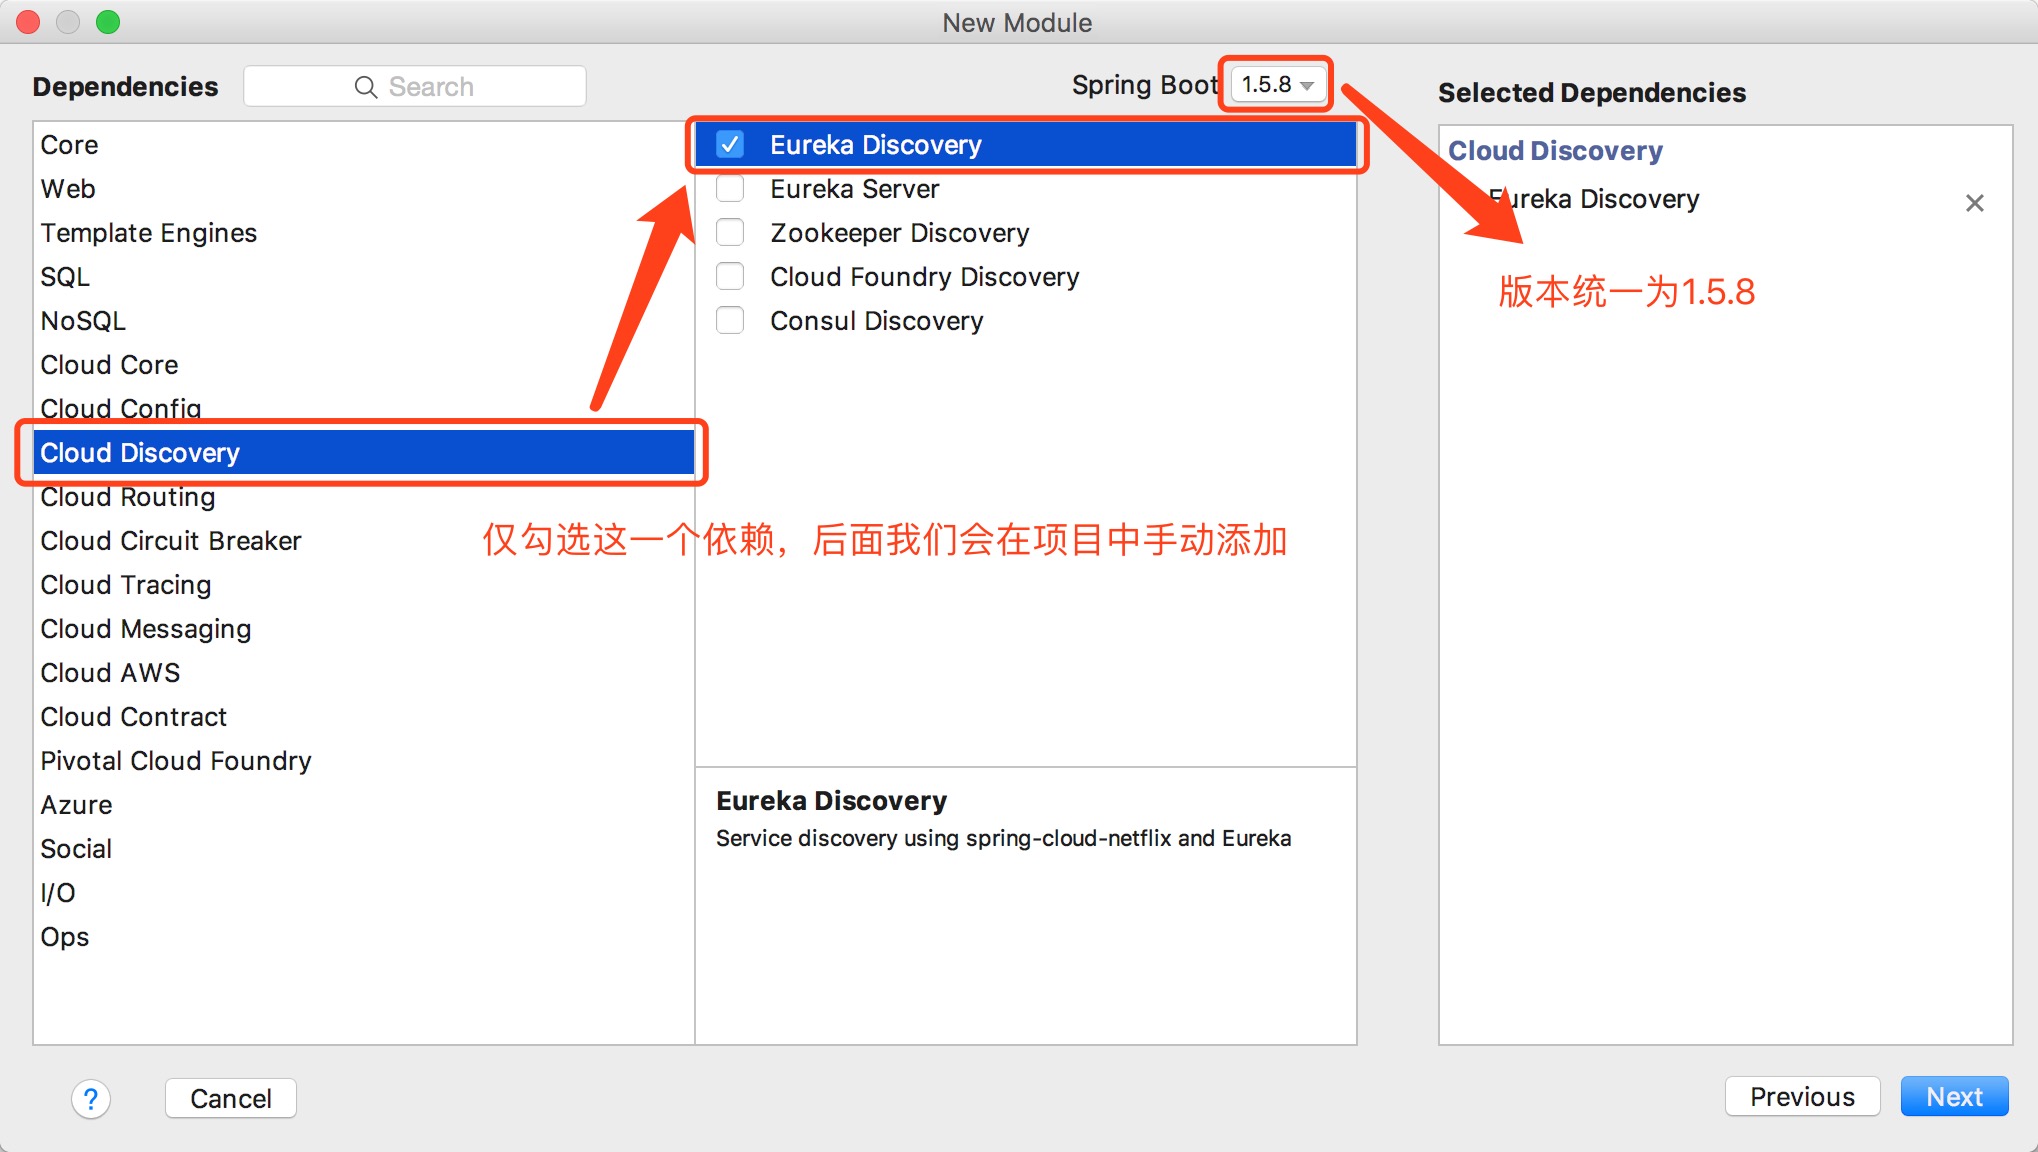 New Module
Dependencies
Search
Spring Boot
1.5.8
Selected Dependencies
Core
Web
Template Engines
SQL
NoSQL
Cloud Core
Cloud Config
Cloud Discovery
Cloud Routing
Cloud Circuit Breaker
Cloud Tracing
Cloud Messaging
Cloud AWS
Cloud Contract
Pivotal Cloud Foundry
Azure
Social
I/O
Ops
Eureka Discovery
Eureka Server
Zookeeper Discovery
Cloud Foundry Discovery
Consul Discovery
仅勾选这一个依赖，后面我们会在项目中手动添加
Eureka Discovery
Service discovery using spring-cloud-netflix and Eureka
Cloud Discovery
Eureka Discovery
版本统一为1.5.8
?
Cancel
Previous
Next